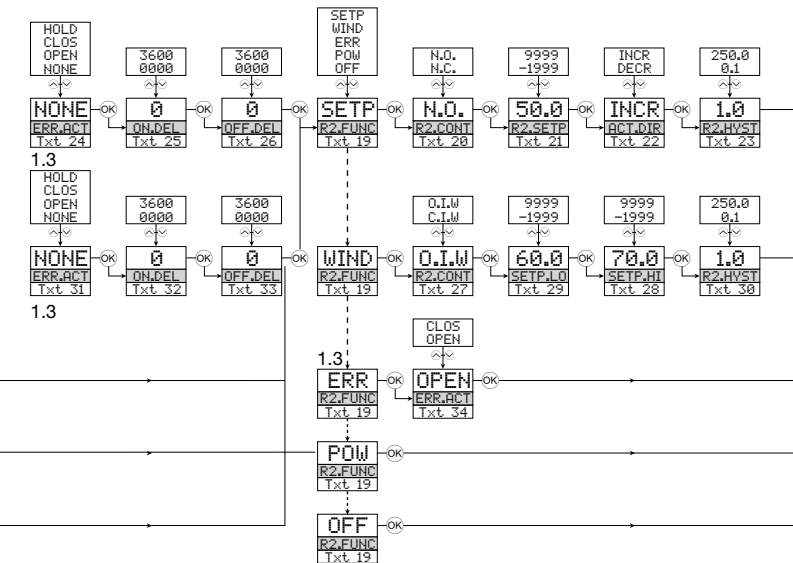 SETP
WIND
ERR
POW
OFF
HOLD
CLOS
OPEN
NONE
3600
0000
3600
0000
N.O.
N.C.
9999
-1999
INCR
DECR
250.0
0.1
NONE OK 0 OK 0 OK SETP OK N.O. OK 50.0 OK INCR OK 1.0
ERR.ACT ON.DEL OFF.DEL R2.FUNC R2.CONT R2.SETP ACT.DIR R2.HYST
Txt 24 Txt 25 Txt 26 Txt 19 Txt 20 Txt 21 Txt 22 Txt 23
1.3
HOLD
CLOS
OPEN
NONE
3600
0000
3600
0000
O.I.W
C.I.W
9999
-1999
9999
-1999
250.0
0.1
NONE OK 0 OK 0 OK WIND OK O.I.W OK 60.0 OK 70.0 OK 1.0
ERR.ACT ON.DEL OFF.DEL R2.FUNC R2.CONT SETP.LO SETP.HI R2.HYST
Txt 31 Txt 32 Txt 33 Txt 19 Txt 27 Txt 29 Txt 28 Txt 30
1.3
CLOS
OPEN
1.3
ERR OK OPEN OK
R2.FUNC ERR.ACT
Txt 19 Txt 34
POW OK
R2.FUNC
Txt 19
OFF OK
R2.FUNC
Txt 19